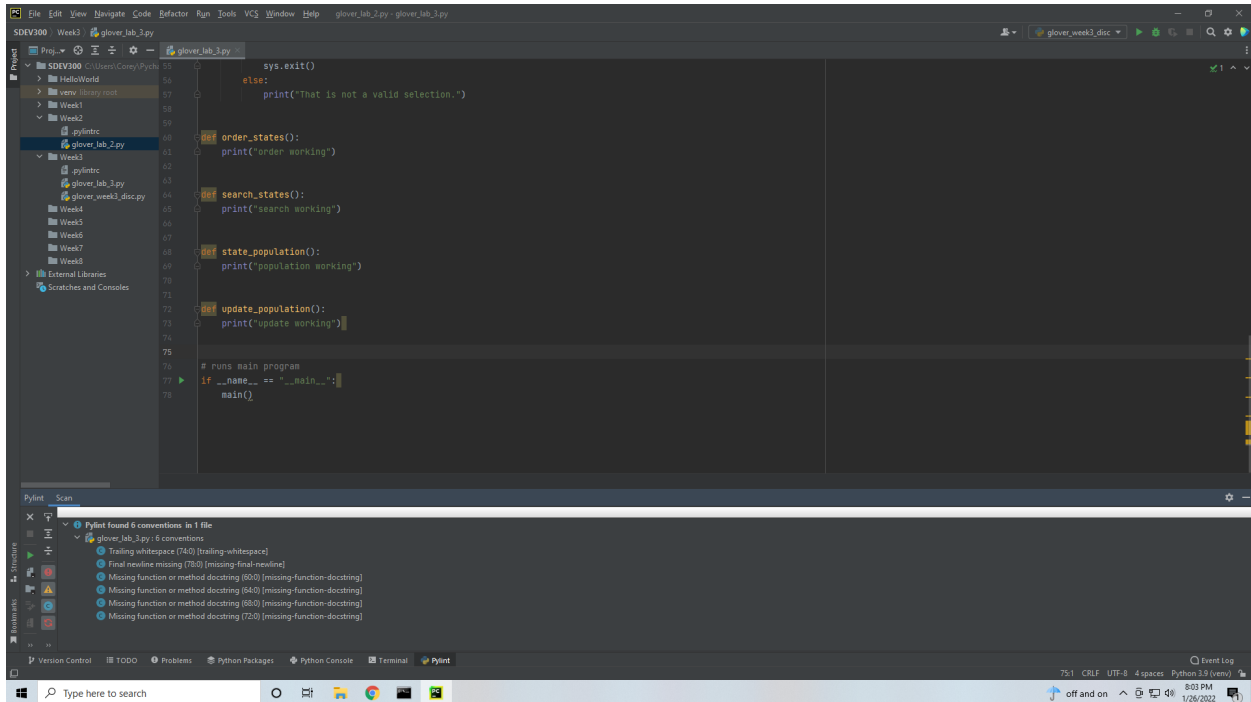 File Edit View Navigate Code Refactor Run Tools VCS Window Help glover_lab_2.py - glover_lab_3.py
SDEV300 Week3 glover_lab_3.py
glover_week3_disc
Project
Proj...
glover_lab_3.py
SDEV300 C:\Users\Corey\Pych
HelloWorld
venv library root
Week1
Week2
.pylintrc
glover_lab_2.py
Week3
.pylintrc
glover_lab_3.py
glover_week3_disc.py
Week4
Week5
Week6
Week7
Week8
External Libraries
Scratches and Consoles
55 sys.exit()
56 else:
57 print("That is not a valid selection.")
58
59
60 def order_states():
61 print("order working")
62
63
64 def search_states():
65 print("search working")
66
67
68 def state_population():
69 print("population working")
70
71
72 def update_population():
73 print("update working")
74
75
76 # runs main program
77 if __name__ == "__main__":
78 main()
1
Pylint Scan
Pylint found 6 conventions in 1 file
glover_lab_3.py : 6 conventions
Trailing whitespace (74:0) [trailing-whitespace]
Final newline missing (78:0) [missing-final-newline]
Missing function or method docstring (60:0) [missing-function-docstring]
Missing function or method docstring (64:0) [missing-function-docstring]
Missing function or method docstring (68:0) [missing-function-docstring]
Missing function or method docstring (72:0) [missing-function-docstring]
Structure
Bookmarks
Version Control TODO Problems Python Packages Python Console Terminal Pylint Event Log
75:1 CRLF UTF-8 4 spaces Python 3.9 (venv)
Type here to search
off and on
8:03 PM
1/26/2022